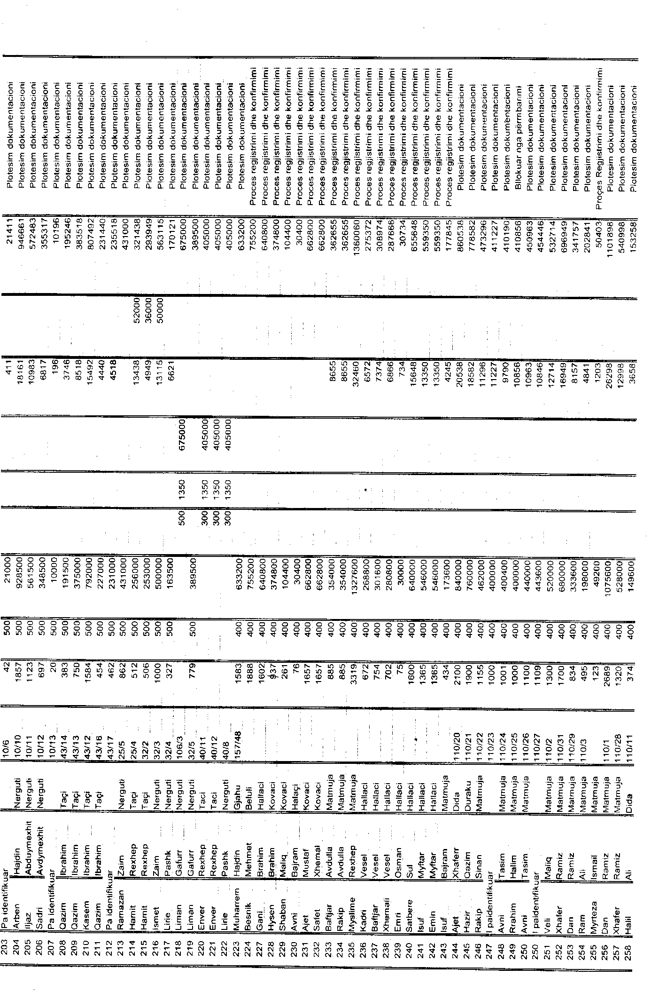 203 Pa identifikuar 10/6 42 500 21000 411 21411 Plotesim dokumentacioni
204 Arben Hajdin Nerguti 10/10 1857 500 928500 18161 946661 Plotesim dokumentacioni
205 Iljaz Abduymexhit Nerguti 10/11 1123 500 561500 10983 572483 Plotesim dokumentacioni
206 Sadri Avdymexhit Nerguti 10/12 697 500 348500 6817 355317 Plotesim dokumentacioni
207 Pa identifikuar 10/13 20 500 10000 196 10196 Plotesim dokumentacioni
208 Qazim Ibrahim Taçi 43/14 383 500 191500 3746 195246 Plotesim dokumentacioni
209 Qazim Ibrahim Taçi 43/13 750 500 375000 8518 383518 Plotesim dokumentacioni
210 Kasem Ibrahim Taçi 43/12 1584 500 792000 15492 807492 Plotesim dokumentacioni
211 Qazim Ibrahim Taçi 43/16 454 500 227000 4440 231440 Plotesim dokumentacioni
212 Pa identifikuar 43/17 462 500 231000 4518 235518 Plotesim dokumentacioni
213 Ramazan Zaim Nerguti 25/5 862 500 431000 431000 Plotesim dokumentacioni
214 Hamit Rexhep Taçi 25/4 512 500 256000 13438 52000 321438 Plotesim dokumentacioni
215 Hamit Rexhep Taçi 32/2 506 500 253000 4949 36000 293949 Plotesim dokumentacioni
216 Ismet Zaim Nerguti 32/3 1000 500 500000 13115 50000 563115 Plotesim dokumentacioni
217 Lirie Pashk Nerguti 32/4 327 500 163500 6621 170121 Plotesim dokumentacioni
218 Liman Gafurr Nerguti 106/3 500 1350 675000 675000 Plotesim dokumentacioni
219 Liman Gafurr Nerguti 32/5 779 500 389500 389500 Plotesim dokumentacioni
220 Enver Rexhep Taci 40/11 300 1350 405000 405000 Plotesim dokumentacioni
221 Enver Rexhep Taci 40/12 300 1350 405000 405000 Plotesim dokumentacioni
222 Lirie Pashk Nerguti 40/8 300 1350 405000 405000 Plotesim dokumentacioni
223 Muharrem Hajdin Gjahu 157/48 1583 400 633200 633200 Plotesim dokumentacioni
224 Besnik Mehmet Beluli 1888 400 755200 755200 Proces regjistrimi dhe konfirmimi
227 Gani Brahim Hallaci 1602 400 640800 640800 Proces regjistrimi dhe konfirmimi
228 Hysen Brahim Kovaci 937 400 374800 374800 Proces regjistrimi dhe konfirmimi
229 Shaban Maliq Kovaci 261 400 104400 104400 Proces regjistrimi dhe konfirmimi
230 Avni Bajram Halaçi 76 400 30400 30400 Proces regjistrimi dhe konfirmimi
231 Ajet Mustaf Kovaci 1657 400 662800 662800 Proces regjistrimi dhe konfirmimi
232 Safet Xhemal Kovaci 1657 400 662800 662800 Proces regjistrimi dhe konfirmimi
233 Baftjar Avdulla Matmuja 885 400 354000 8655 362655 Proces regjistrimi dhe konfirmimi
234 Rakip Avdulla Matmuja 885 400 354000 8655 362655 Proces regjistrimi dhe konfirmimi
235 Myslime Rexhep Matmuja 3319 400 1327600 32460 1360060 Proces regjistrimi dhe konfirmimi
236 Kadri Vesel Hallaci 672 400 268800 6572 275372 Proces regjistrimi dhe konfirmimi
237 Baftjar Vesel Hallaci 754 400 301600 7374 308974 Proces regjistrimi dhe konfirmimi
238 Xhemali Vesel Hallaci 702 400 280800 6866 287666 Proces regjistrimi dhe konfirmimi
239 Emri Osman Hallaci 75 400 30000 734 30734 Proces regjistrimi dhe konfirmimi
240 Satbere Sul Hallaci 1600 400 640000 15648 655648 Proces regjistrimi dhe konfirmimi
241 Isuf Myftar Hallaci 1365 400 546000 13350 559350 Proces regjistrimi dhe konfirmimi
242 Emin Myftar Hallaci 1365 400 546000 13350 559350 Proces regjistrimi dhe konfirmimi
243 Isuf Bajram Matmuja 434 400 173600 4245 177845 Proces regjistrimi dhe konfirmimi
244 Ajet Xhaferr Dida 110/20 2100 400 840000 20538 860538 Plotesim dokumentacioni
245 Hazir Qazim Duraku 110/21 1900 400 760000 18582 778582 Plotesim dokumentacioni
246 Rakip Sinan Matmuja 110/22 1155 400 462000 11296 473296 Plotesim dokumentacioni
247 I paidentifikuar 110/23 1000 400 400000 11227 411227 Plotesim dokumentacioni
248 Avni Tasim Matmuja 110/24 1001 400 400400 9790 410190 Plotesim dokumentacioni
249 Rrahim Halim Matmuja 110/25 1000 400 400000 10856 410856 Bllokuar nga përmbarimi
250 Avni Tasim Matmuja 110/26 1100 400 440000 10963 450963 Plotesim dokumentacioni
250 I paidentifikuar 110/27 1109 400 443600 10846 454446 Plotesim dokumentacioni
251 Veli Maliq Matmuja 110/2 1300 400 520000 12714 532714 Plotesim dokumentacioni
252 Xhafer Ramiz Matmuja 110/31 1700 400 680000 16949 696949 Plotesim dokumentacioni
253 Dan Ramiz Matmuja 110/29 834 400 333600 8157 341757 Plotesim dokumentacioni
254 Ram Ali Matmuja 110/3 495 400 198000 4841 202841 Plotesim dokumentacioni
255 Myrteza Ismail Matmuja 123 400 49200 1203 50403 Proçes Regjistrimi dhe konfirmimi
256 Dan Ramiz Matmuja 110/1 2689 400 1075600 26298 1101898 Plotesim dokumentacioni
257 Xhafer Ramiz Matmuja 110/28 1320 400 528000 12998 540998 Plotesim dokumentacioni
258 Halil Ali Dida 110/11 374 400 149600 3658 153258 Plotesim dokumentacioni